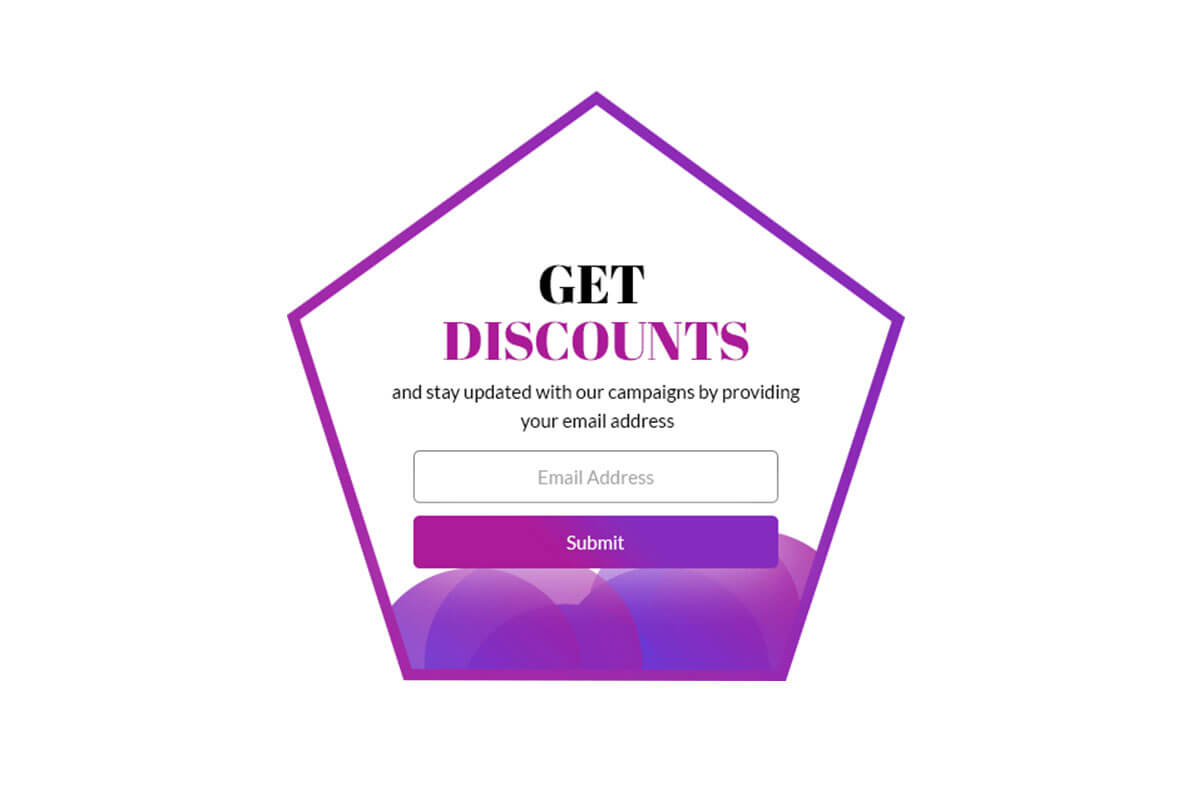 GET
DISCOUNTS
and stay updated with our campaigns by providing
your email address
Email Address
Submit